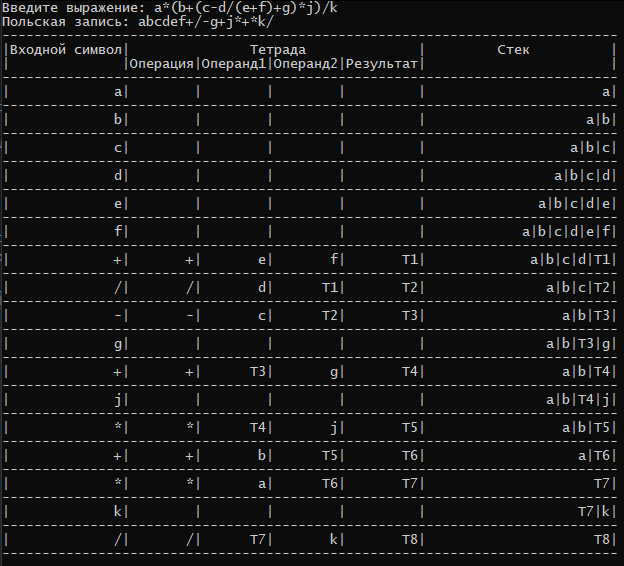 Введите выражение: a*(b+(c-d/(e+f)+g)*j)/k
Польская запись: abcdef+/-g+j*+*k/
-----------------------------------------------------------------------------
|Входной символ|               Тетрада              |         Стек          |
|              |Операция|Операнд1|Операнд2|Результат|                       |
-----------------------------------------------------------------------------
|             a|        |        |        |         |                      a|
-----------------------------------------------------------------------------
|             b|        |        |        |         |                    a|b|
-----------------------------------------------------------------------------
|             c|        |        |        |         |                  a|b|c|
-----------------------------------------------------------------------------
|             d|        |        |        |         |                a|b|c|d|
-----------------------------------------------------------------------------
|             e|        |        |        |         |              a|b|c|d|e|
-----------------------------------------------------------------------------
|             f|        |        |        |         |            a|b|c|d|e|f|
-----------------------------------------------------------------------------
|             +|       +|       e|       f|       T1|             a|b|c|d|T1|
-----------------------------------------------------------------------------
|             /|       /|       d|      T1|       T2|               a|b|c|T2|
-----------------------------------------------------------------------------
|             -|       -|       c|      T2|       T3|                 a|b|T3|
-----------------------------------------------------------------------------
|             g|        |        |        |         |               a|b|T3|g|
-----------------------------------------------------------------------------
|             +|       +|      T3|       g|       T4|                 a|b|T4|
-----------------------------------------------------------------------------
|             j|        |        |        |         |               a|b|T4|j|
-----------------------------------------------------------------------------
|             *|       *|      T4|       j|       T5|                 a|b|T5|
-----------------------------------------------------------------------------
|             +|       +|       b|      T5|       T6|                   a|T6|
-----------------------------------------------------------------------------
|             *|       *|       a|      T6|       T7|                     T7|
-----------------------------------------------------------------------------
|             k|        |        |        |         |                   T7|k|
-----------------------------------------------------------------------------
|             /|       /|      T7|       k|       T8|                     T8|
-----------------------------------------------------------------------------